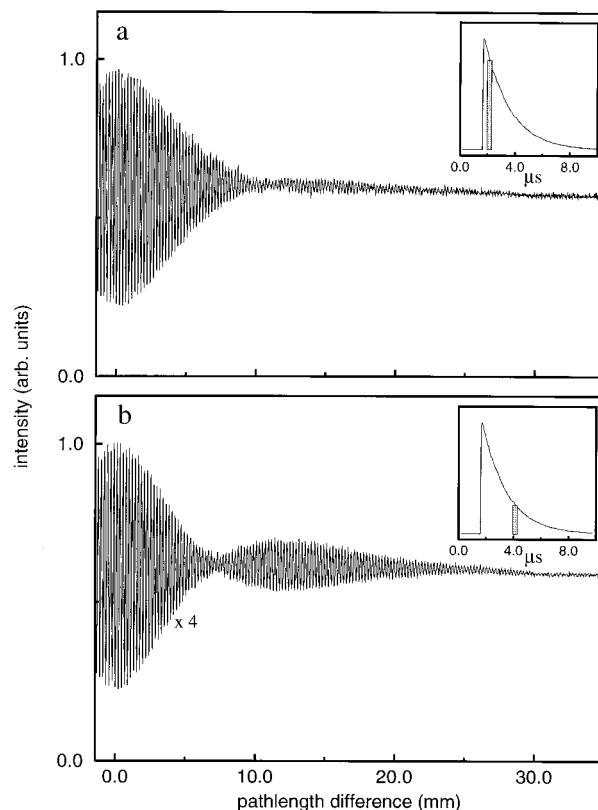 a
1.0
0.0
0.0 4.0 8.0
μs
intensity (arb. units)
b
1.0
0.0
x 4
0.0 4.0 8.0
μs
0.0 10.0 20.0 30.0
pathlength difference (mm)